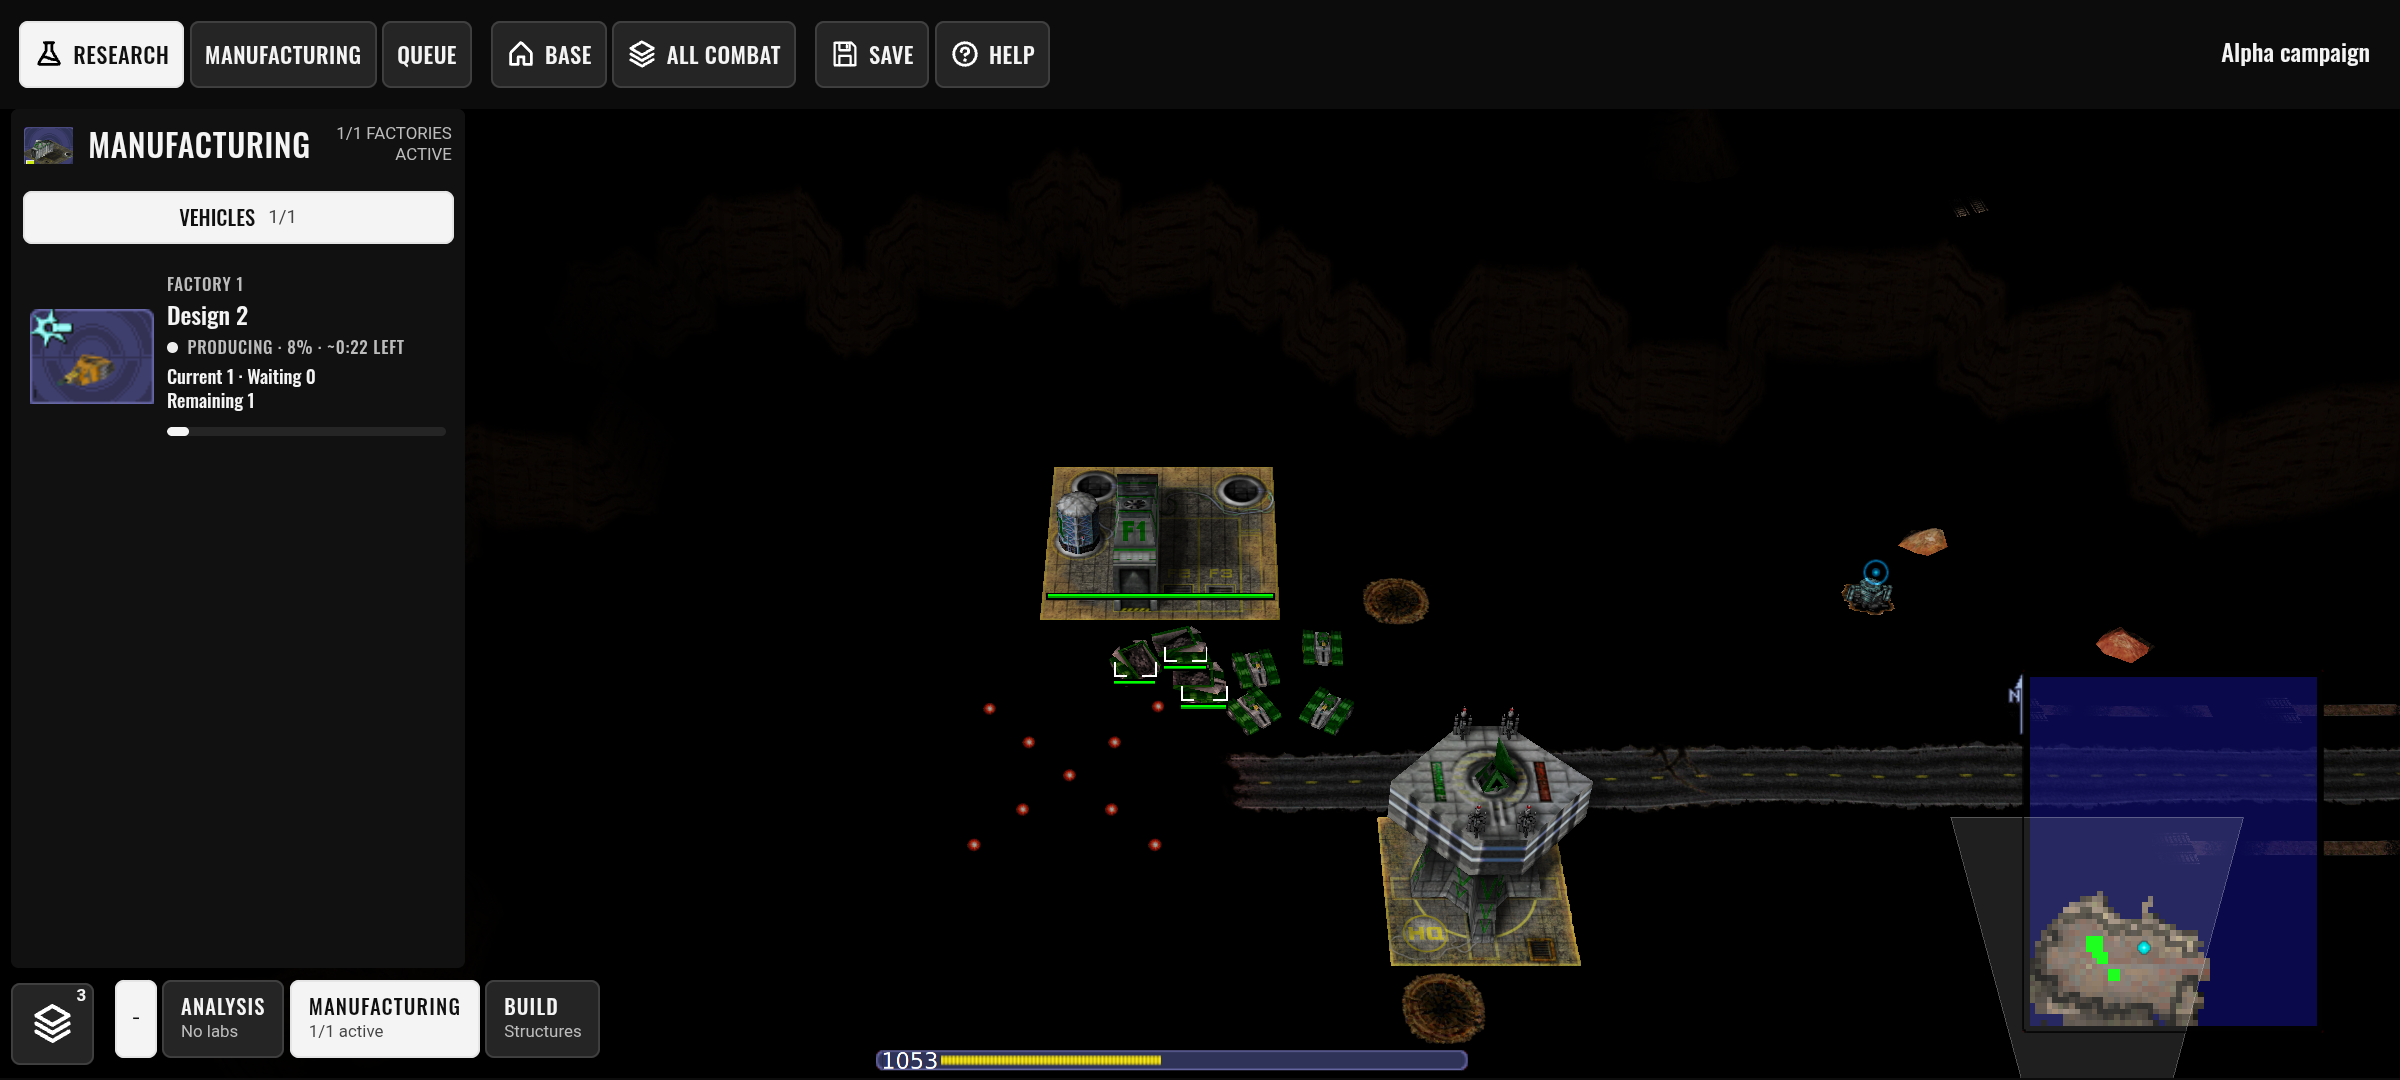 RESEARCH
MANUFACTURING
QUEUE
BASE
ALL COMBAT
SAVE
HELP
Alpha campaign
MANUFACTURING
1/1 FACTORIES
ACTIVE
VEHICLES 1/1
FACTORY 1
Design 2
PRODUCING · 8% · ~0:22 LEFT
Current 1 · Waiting 0
Remaining 1
F1
F3
N
HQ
3
-
ANALYSIS
No labs
MANUFACTURING
1/1 active
BUILD
Structures
1053